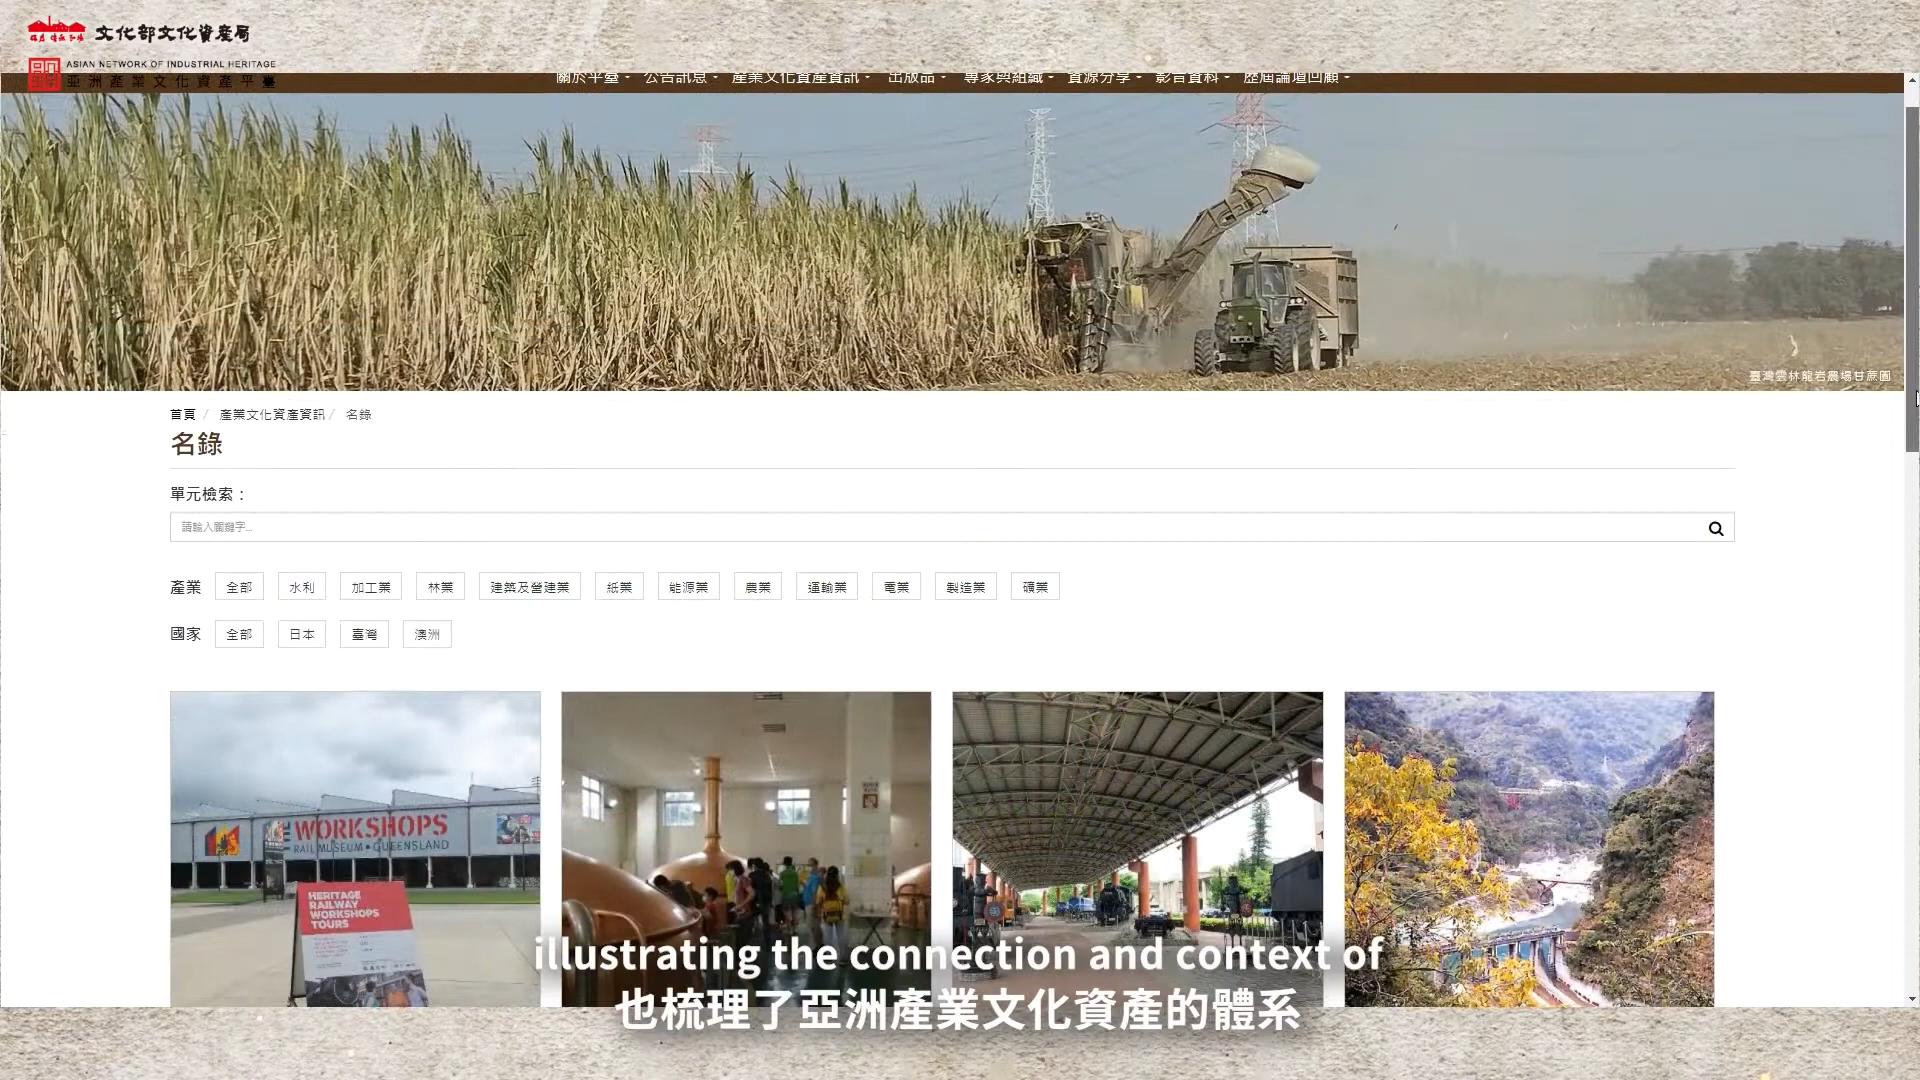 文化部文化資產局
ASIAN NETWORK OF INDUSTRIAL HERITAGE
亞洲產業文化資產平臺
關於平臺 公告訊息 產業文化資產資訊 出版品 專家與組織 資源分享 影音資料 歷屆論壇回顧
臺灣雲林龍岩農場甘蔗園
首頁 / 產業文化資產資訊 / 名錄
名錄
單元檢索：
請輸入關鍵字...
產業 全部 水利 加工業 林業 建築及營建業 紙業 能源業 農業 運輸業 電業 製造業 礦業
國家 全部 日本 臺灣 澳洲
THE WORKSHOPS
RAIL MUSEUM • QUEENSLAND
HERITAGE
RAILWAY
WORKSHOPS
TOURS
illustrating the connection and context of
也梳理了亞洲產業文化資產的體系